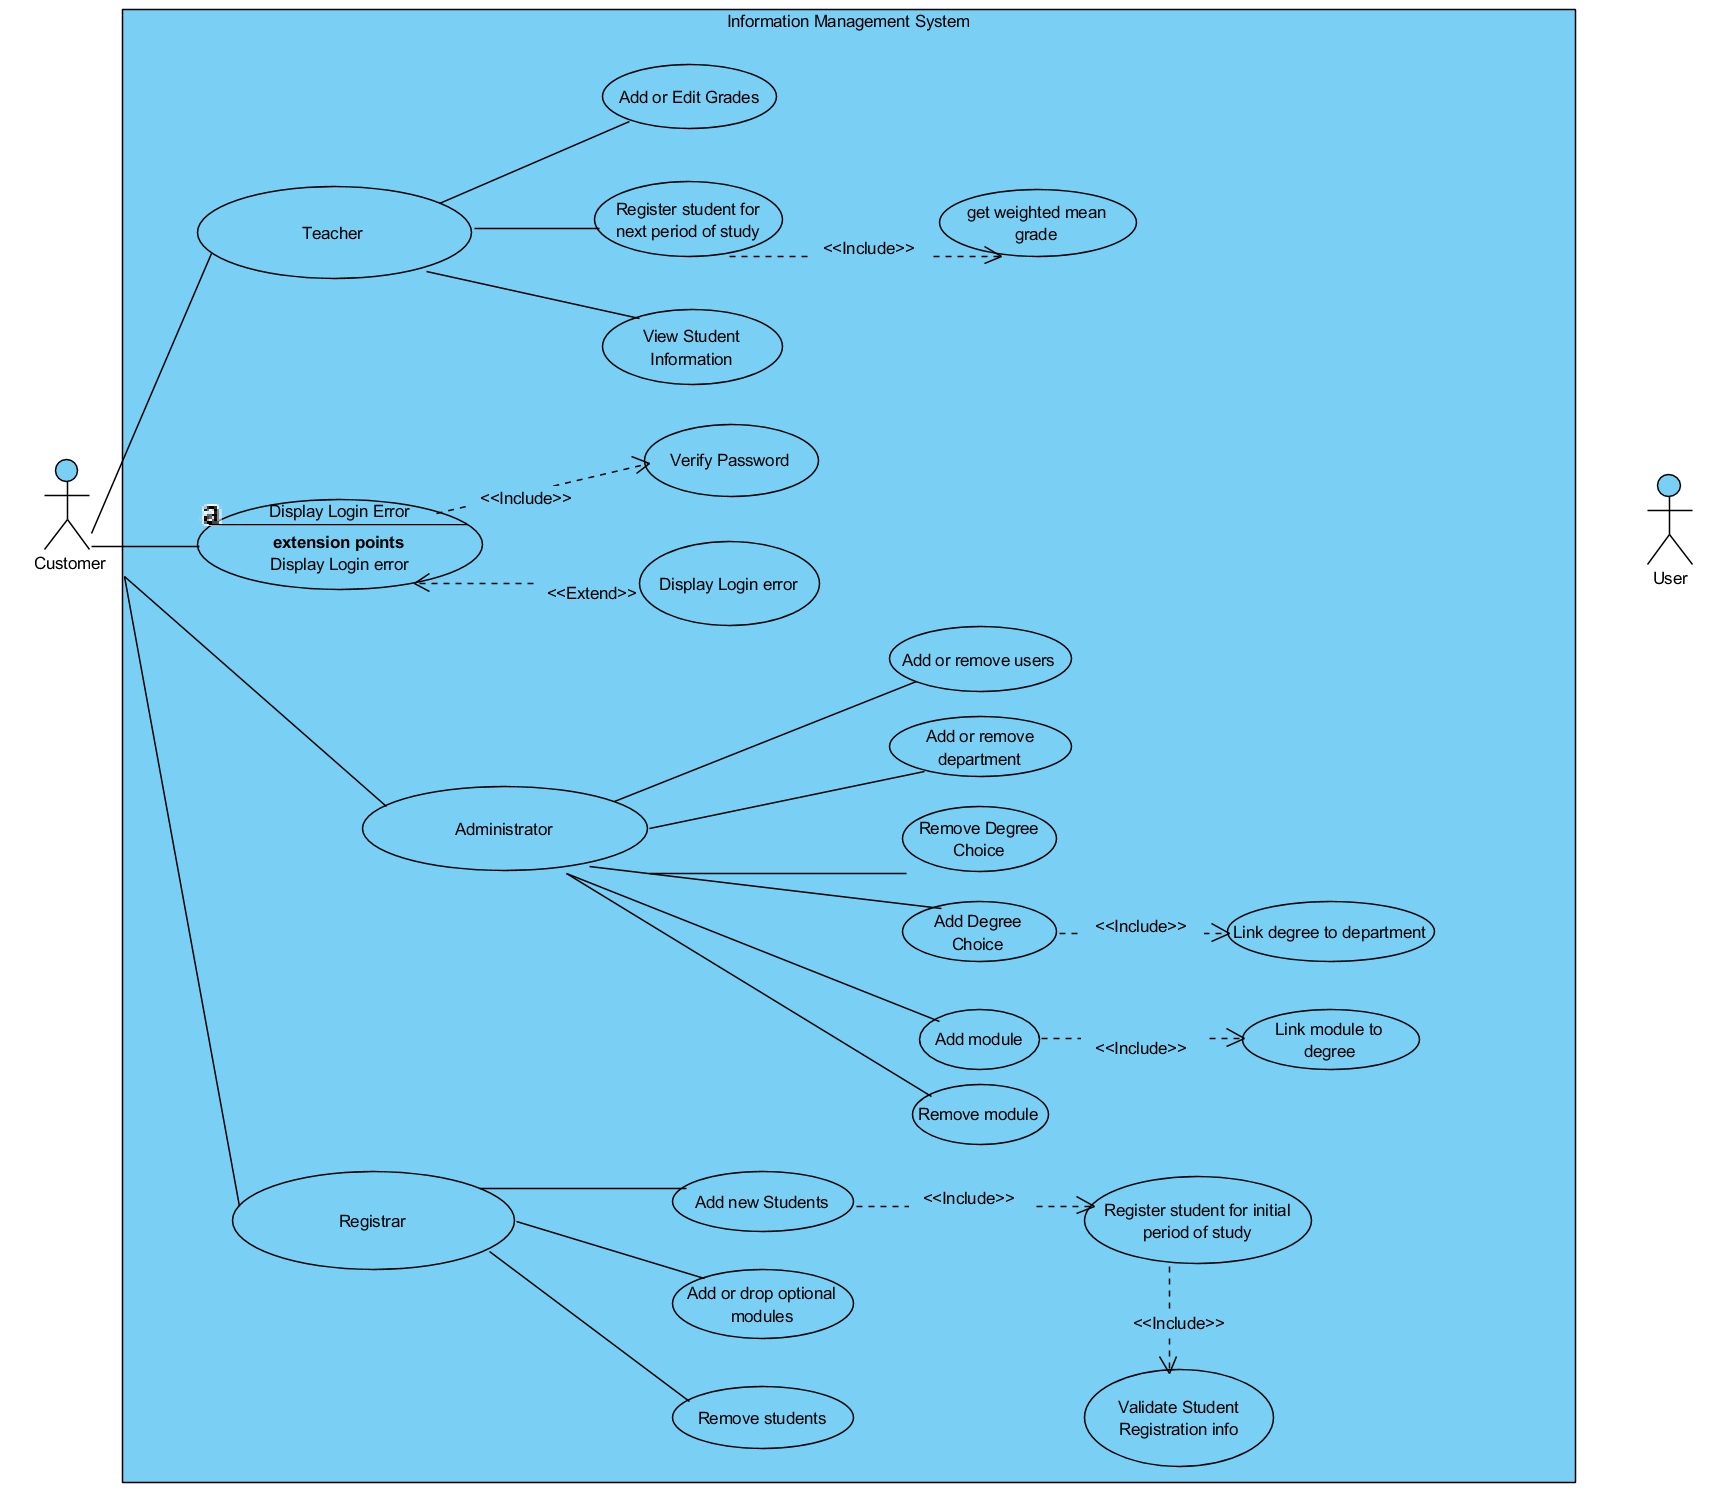 Information Management System
Add or Edit Grades
Teacher
Register student for
next period of study
<<Include>>
get weighted mean
grade
View Student
Information
Customer
a
Display Login Error
extension points
Display Login error
<<Include>>
Verify Password
<<Extend>>
Display Login error
User
Add or remove users
Add or remove
department
Administrator
Remove Degree
Choice
Add Degree
Choice
<<Include>>
Link degree to department
Add module
<<Include>>
Link module to
degree
Remove module
Registrar
Add new Students
<<Include>>
Register student for initial
period of study
Add or drop optional
modules
<<Include>>
Remove students
Validate Student
Registration info